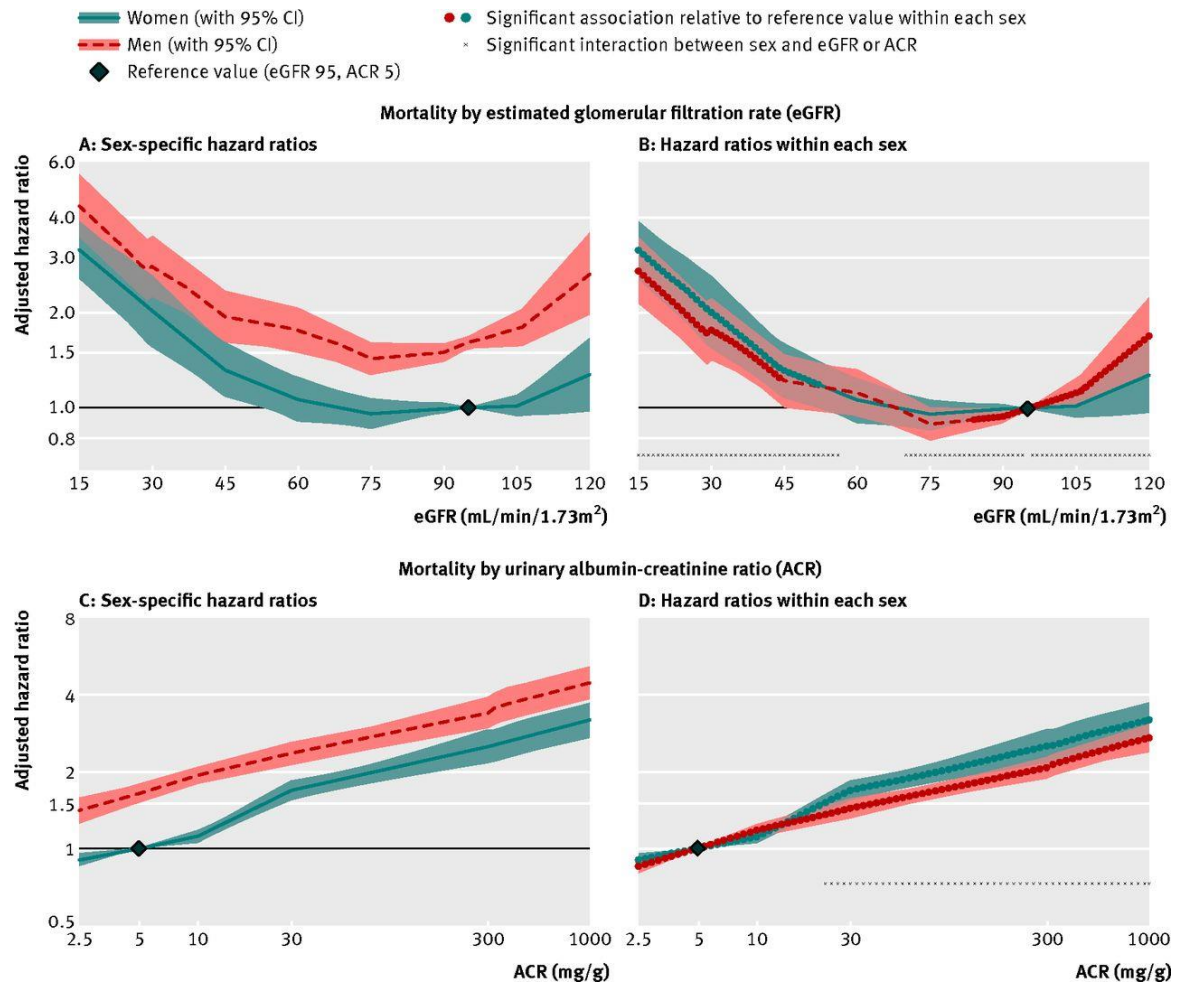 Women (with 95% CI)
Men (with 95% CI)
Reference value (eGFR 95, ACR 5)
Significant association relative to reference value within each sex
Significant interaction between sex and eGFR or ACR
Mortality by estimated glomerular filtration rate (eGFR)
A: Sex-specific hazard ratios
B: Hazard ratios within each sex
Adjusted hazard ratio
6.0
4.0
3.0
2.0
1.5
1.0
0.8
15 30 45 60 75 90 105 120
eGFR (mL/min/1.73m²)
15 30 45 60 75 90 105 120
eGFR (mL/min/1.73m²)
Mortality by urinary albumin-creatinine ratio (ACR)
C: Sex-specific hazard ratios
D: Hazard ratios within each sex
Adjusted hazard ratio
8
4
2
1.5
1
0.5
2.5 5 10 30 300 1000
ACR (mg/g)
2.5 5 10 30 300 1000
ACR (mg/g)